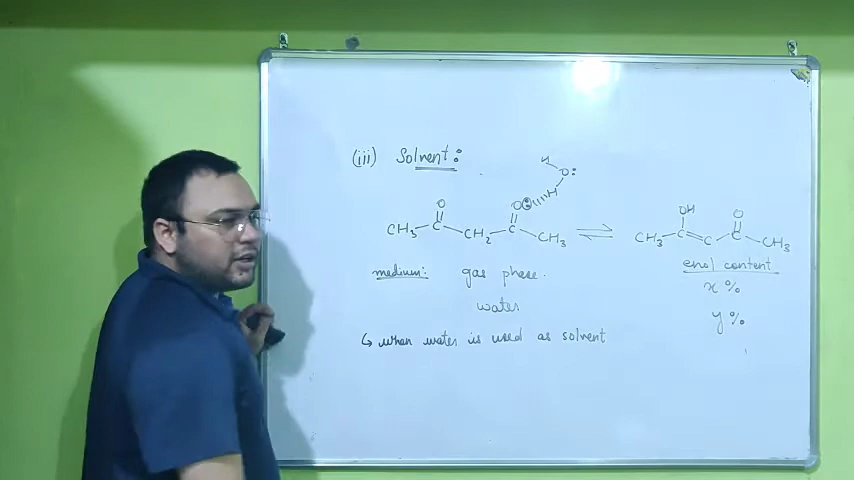 (iii) Solvent:
H
O:
H
O O: OH O
CH₃ C CH₂ C CH₃ ⇌ CH₃ C C C CH₃
medium: gas phase. enol content
x %
water
y %
↳ when water is used as solvent